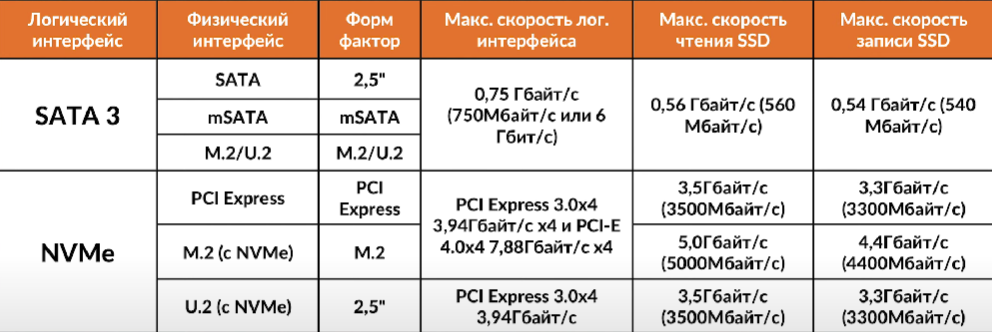 Логический интерфейс
Физический интерфейс
Форм фактор
Макс. скорость лог. интерфейса
Макс. скорость чтения SSD
Макс. скорость записи SSD
SATA 3
SATA
2,5"
0,75 Гбайт/с
(750Мбайт/с или 6
Гбит/с)
0,56 Гбайт/с (560
Мбайт/с)
0,54 Гбайт/с (540
Мбайт/с)
mSATA
mSATA
M.2/U.2
M.2/U.2
NVMe
PCI Express
PCI
Express
PCI Express 3.0x4
3,94Гбайт/с x4 и PCI-E
4.0x4 7,88Гбайт/с x4
3,5Гбайт/с
(3500Мбайт/с)
3,3Гбайт/с
(3300Мбайт/с)
M.2 (с NVMe)
M.2
5,0Гбайт/с
(5000Мбайт/с)
4,4Гбайт/с
(4400Мбайт/с)
U.2 (с NVMe)
2,5"
PCI Express 3.0x4
3,94Гбайт/с
3,5Гбайт/с
(3500Мбайт/с)
3,3Гбайт/с
(3300Мбайт/с)